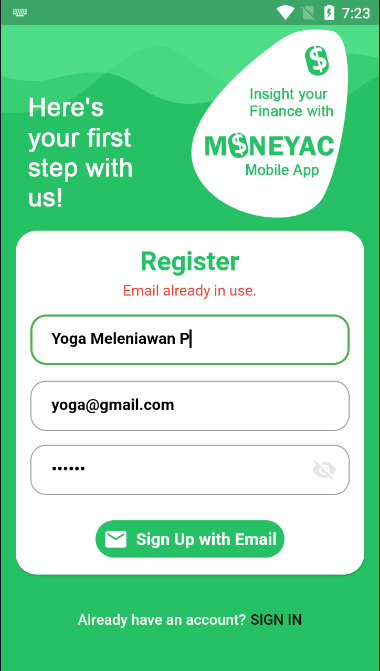 7:23
Here's
your first
step with
us!
$
Insight your
Finance with
M$NEYAC
Mobile App
Register
Email already in use.
Yoga Meleniawan P
yoga@gmail.com
••••••
Sign Up with Email
Already have an account? SIGN IN